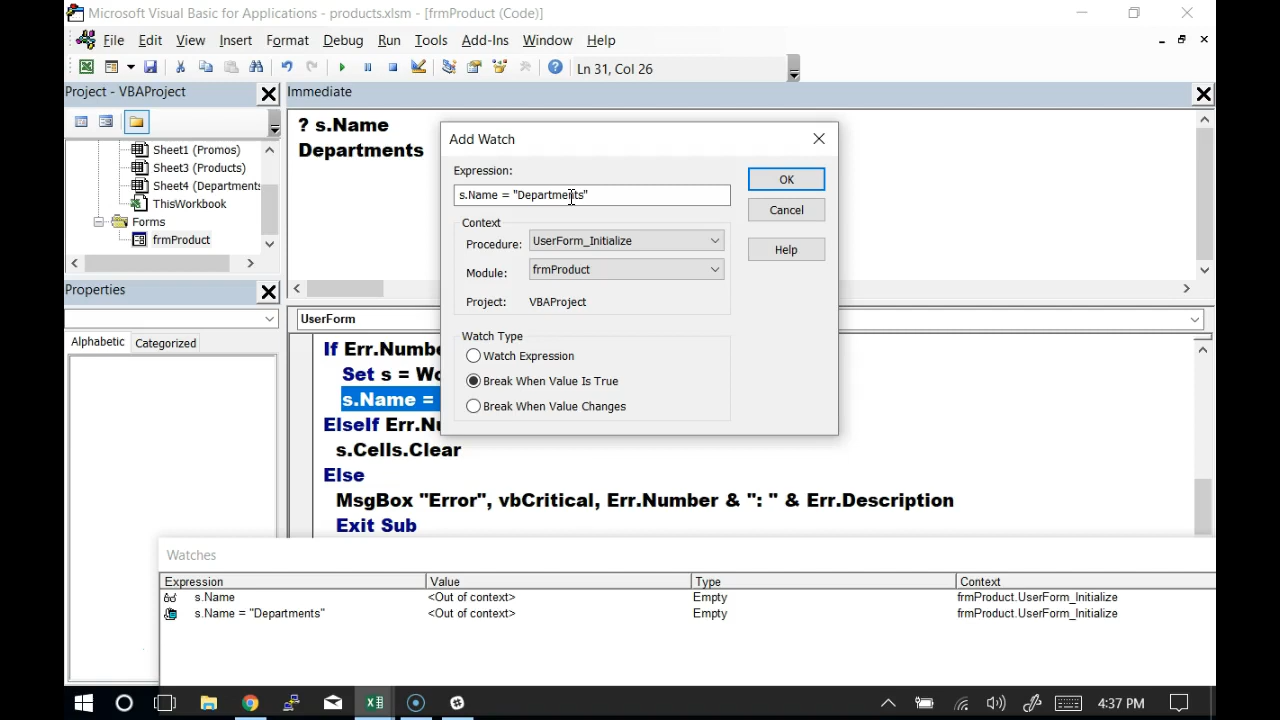 Microsoft Visual Basic for Applications - products.xlsm - [frmProduct (Code)]
File Edit View Insert Format Debug Run Tools Add-Ins Window Help
Ln 31, Col 26
Project - VBAProject
Sheet1 (Promos)
Sheet3 (Products)
Sheet4 (Departments
ThisWorkbook
Forms
frmProduct
Properties
Alphabetic Categorized
Immediate
? s.Name
Departments
Add Watch
Expression:
s.Name = "Departments"
OK
Cancel
Help
Context
Procedure: UserForm_Initialize
Module: frmProduct
Project: VBAProject
Watch Type
Watch Expression
Break When Value Is True
Break When Value Changes
UserForm
If Err.Numbe
Set s = Wo
s.Name =
ElseIf Err.Nu
s.Cells.Clear
Else
MsgBox "Error", vbCritical, Err.Number & ": " & Err.Description
Exit Sub
Watches
Expression Value Type Context
s.Name <Out of context> Empty frmProduct.UserForm_Initialize
s.Name = "Departments" <Out of context> Empty frmProduct.UserForm_Initialize
4:37 PM